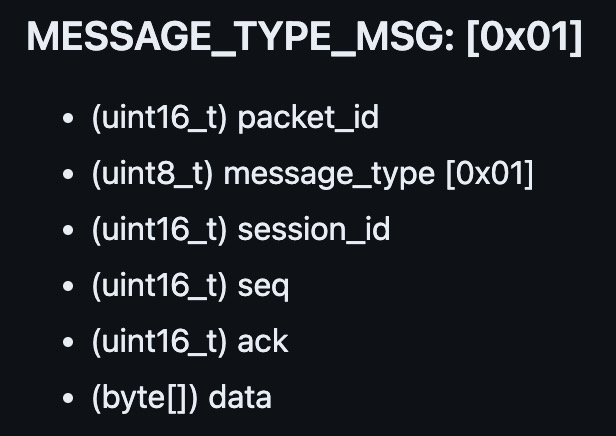 MESSAGE_TYPE_MSG: [0x01]
• (uint16_t) packet_id
• (uint8_t) message_type [0x01]
• (uint16_t) session_id
• (uint16_t) seq
• (uint16_t) ack
• (byte[]) data